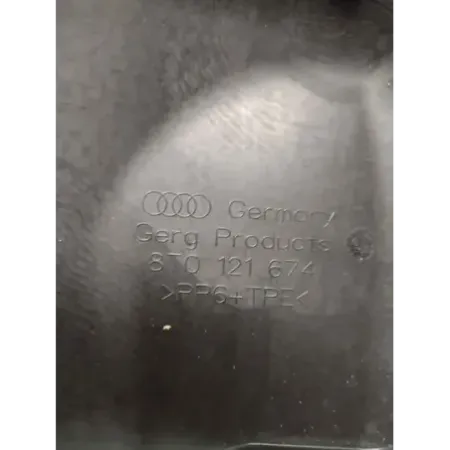 Germany
Gerg Products
8T0 121 674
>PP6+TPE<